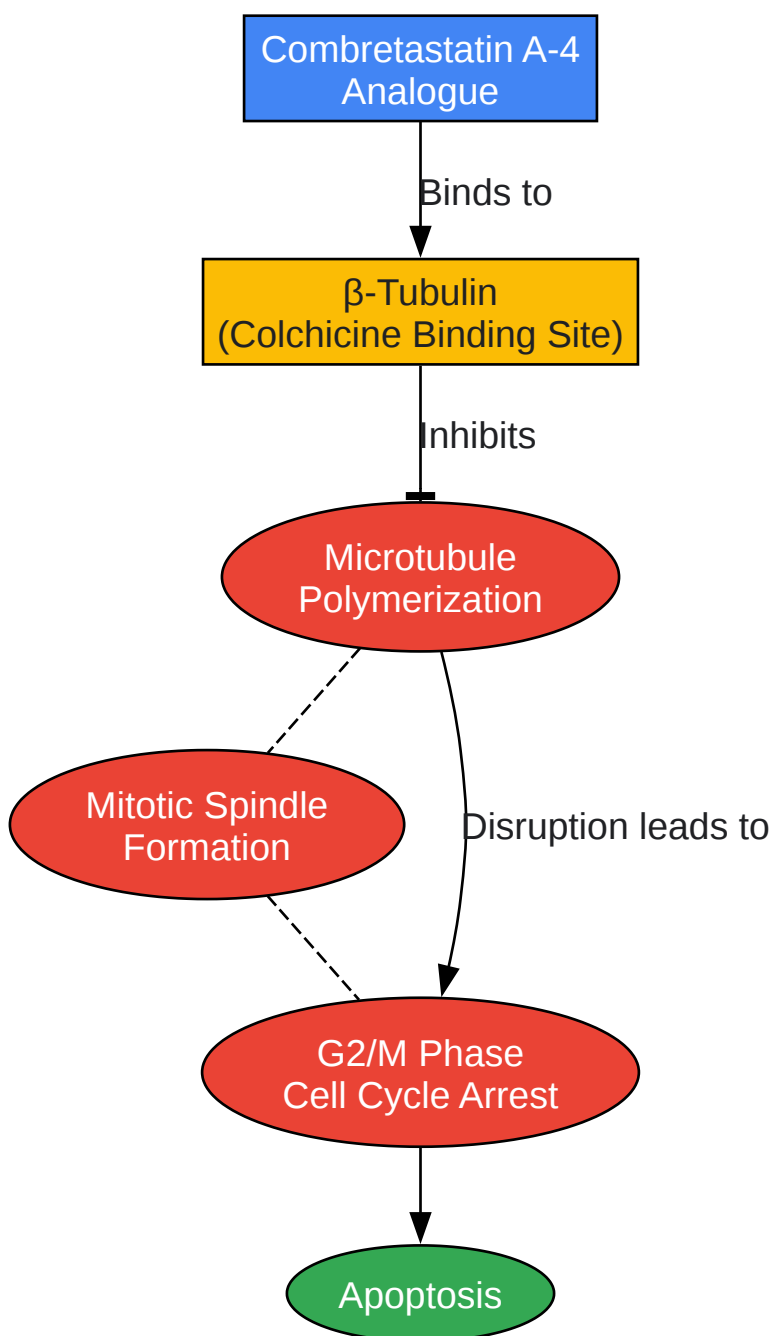 Combretastatin A-4
Analogue
Binds to
β-Tubulin
(Colchicine Binding Site)
Inhibits
Microtubule
Polymerization
Mitotic Spindle
Formation
Disruption leads to
G2/M Phase
Cell Cycle Arrest
Apoptosis